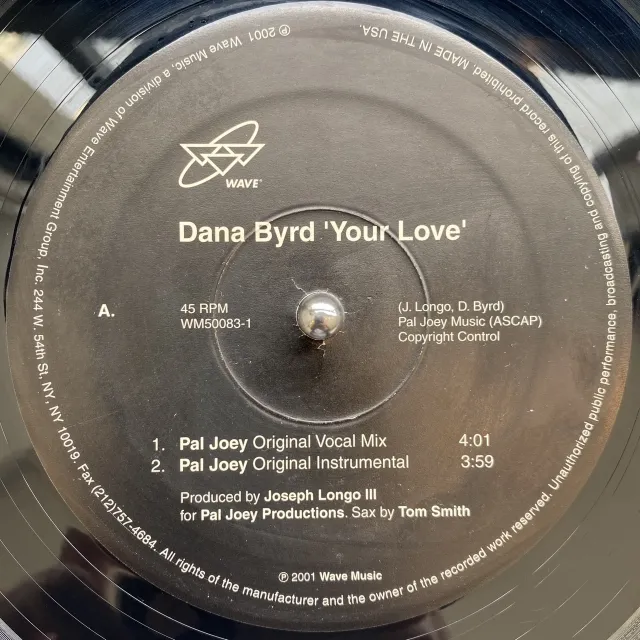 WAVE
Dana Byrd 'Your Love'
A.
45 RPM
WM50083-1
(J. Longo, D. Byrd)
Pal Joey Music (ASCAP)
Copyright Control
1. Pal Joey Original Vocal Mix 4:01
2. Pal Joey Original Instrumental 3:59
Produced by Joseph Longo III
for Pal Joey Productions. Sax by Tom Smith
℗ 2001 Wave Music
℗ 2001 Wave Music, a division of Wave Entertainment Group, Inc. 244 W. 54th St, NY, NY 10019. Fax (212)757-4684. All rights of the manufacturer and the owner of the recorded work reserved. Unauthorized public performance, broadcasting and copying of this record prohibited. MADE IN THE USA.